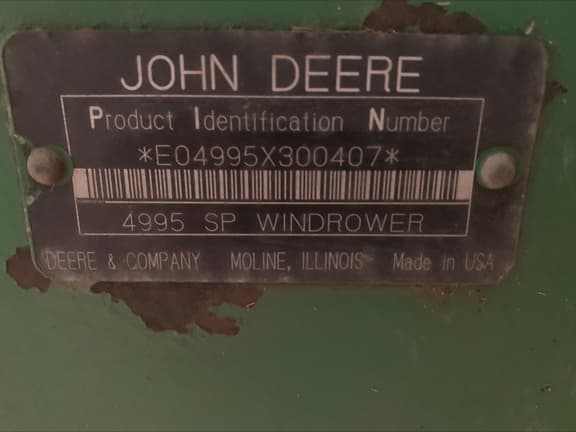 JOHN DEERE
Product Identification Number
*E04995X300407*
4995 SP WINDROWER
DEERE & COMPANY MOLINE, ILLINOIS Made in USA